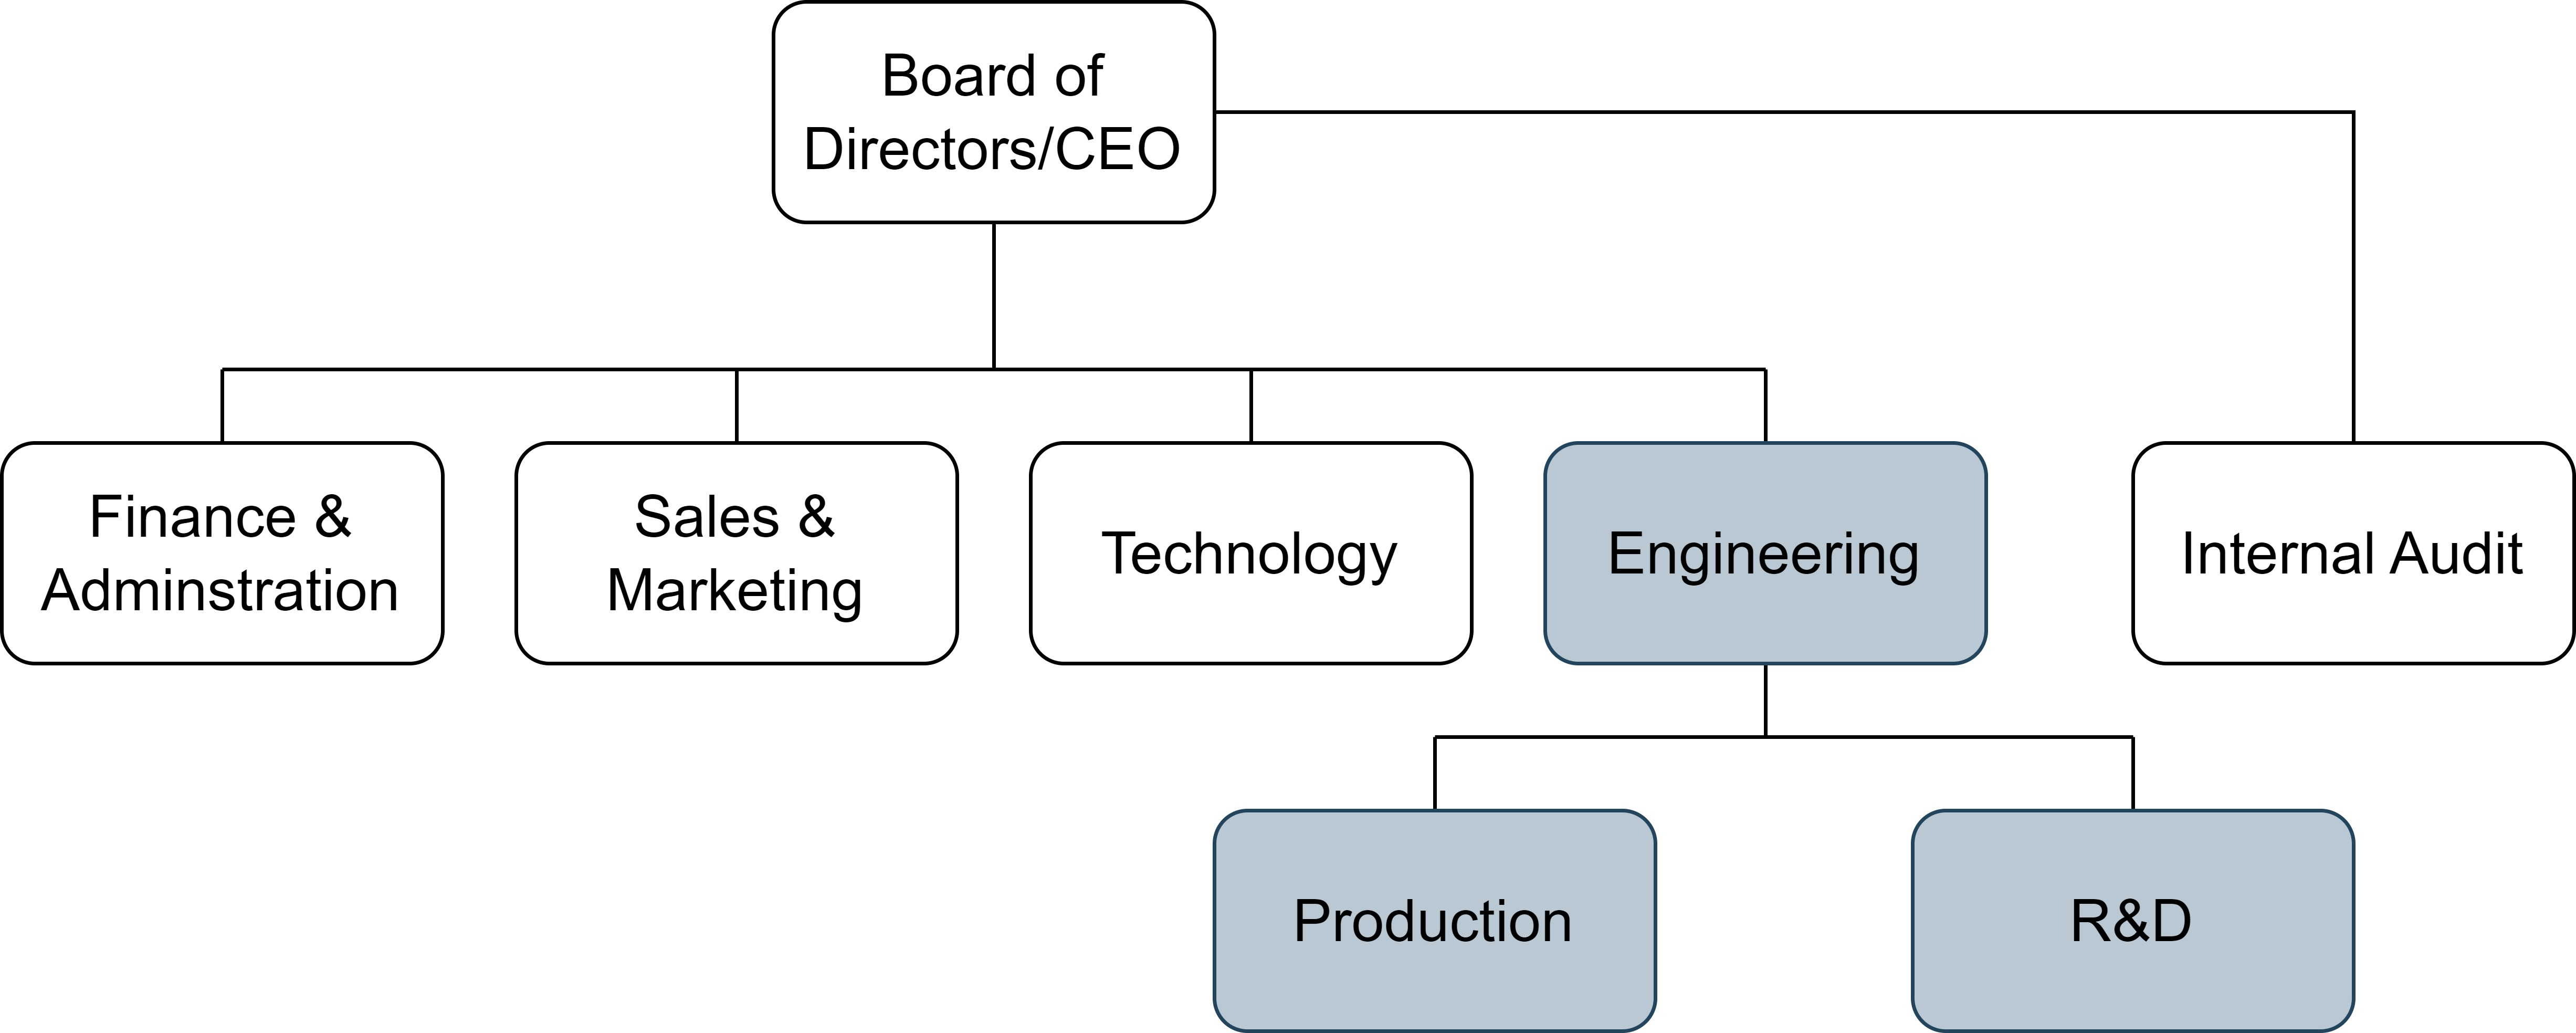 Board of
Directors/CEO
Finance &
Adminstration
Sales &
Marketing
Technology
Engineering
Internal Audit
Production
R&D